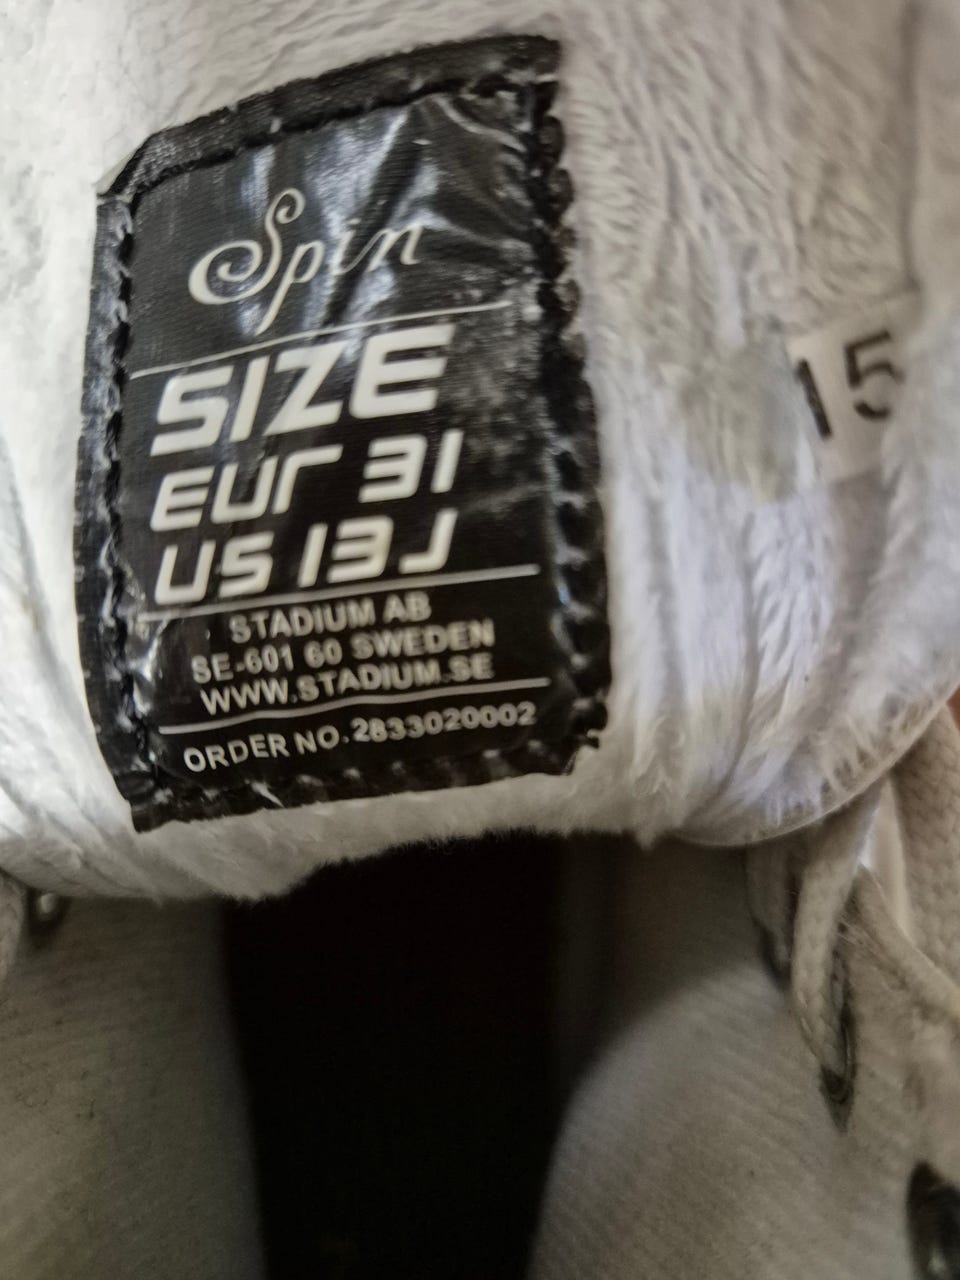 Spin
SIZE
EUR 31
US 13J
STADIUM AB
SE-601 60 SWEDEN
WWW.STADIUM.SE
ORDER NO.2833020002
15